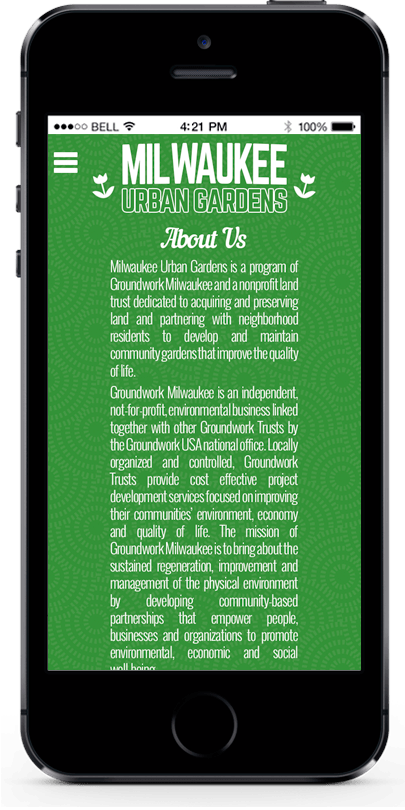 BELL 4:21 PM 100%
MILWAUKEE
URBAN GARDENS
About Us
Milwaukee Urban Gardens is a program of
Groundwork Milwaukee and a nonprofit land
trust dedicated to acquiring and preserving
land and partnering with neighborhood
residents to develop and maintain
community gardens that improve the quality
of life.
Groundwork Milwaukee is an independent,
not-for-profit, environmental business linked
together with other Groundwork Trusts by
the Groundwork USA national office. Locally
organized and controlled, Groundwork
Trusts provide cost effective project
development services focused on improving
their communities' environment, economy
and quality of life. The mission of
Groundwork Milwaukee is to bring about the
sustained regeneration, improvement and
management of the physical environment
by developing community-based
partnerships that empower people,
businesses and organizations to promote
environmental, economic and social
well-being